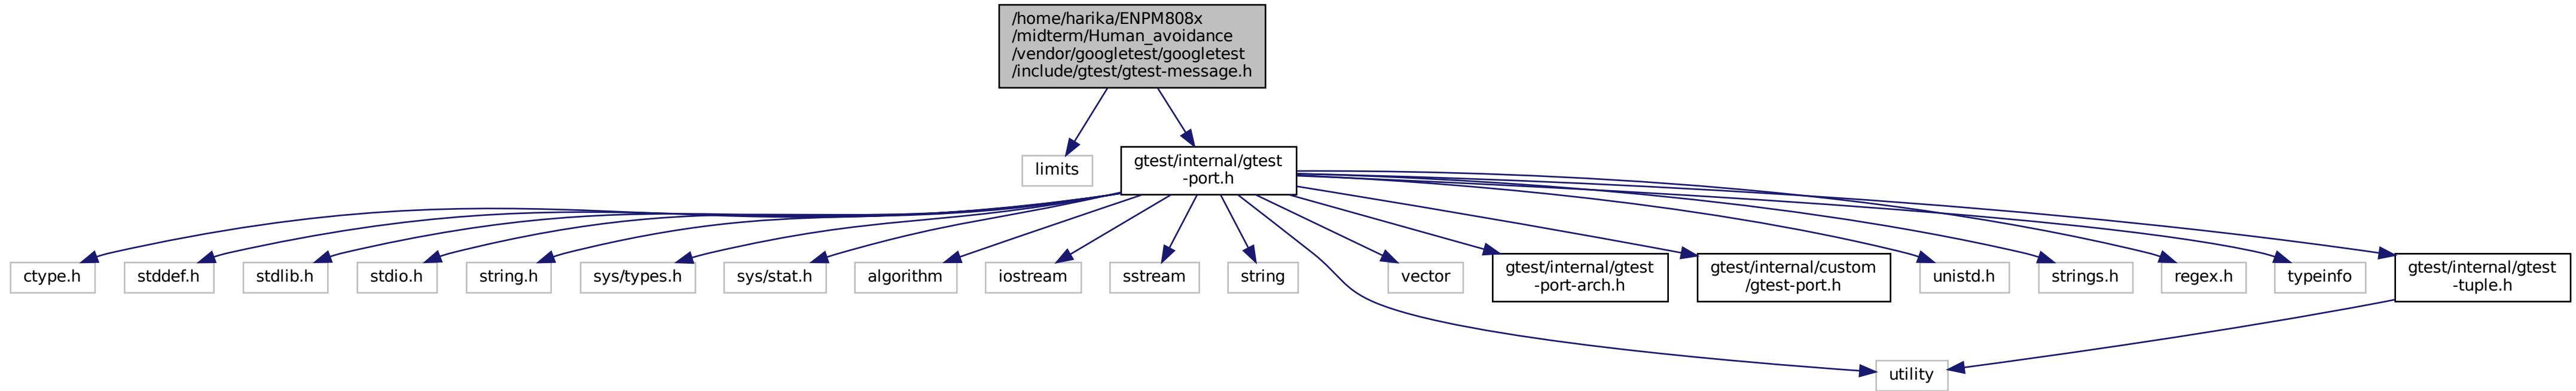 /home/harika/ENPM808x
/midterm/Human_avoidance
/vendor/googletest/googletest
/include/gtest/gtest-message.h
limits
gtest/internal/gtest
-port.h
ctype.h
stddef.h
stdlib.h
stdio.h
string.h
sys/types.h
sys/stat.h
algorithm
iostream
sstream
string
vector
gtest/internal/gtest
-port-arch.h
gtest/internal/custom
/gtest-port.h
unistd.h
strings.h
regex.h
typeinfo
gtest/internal/gtest
-tuple.h
utility